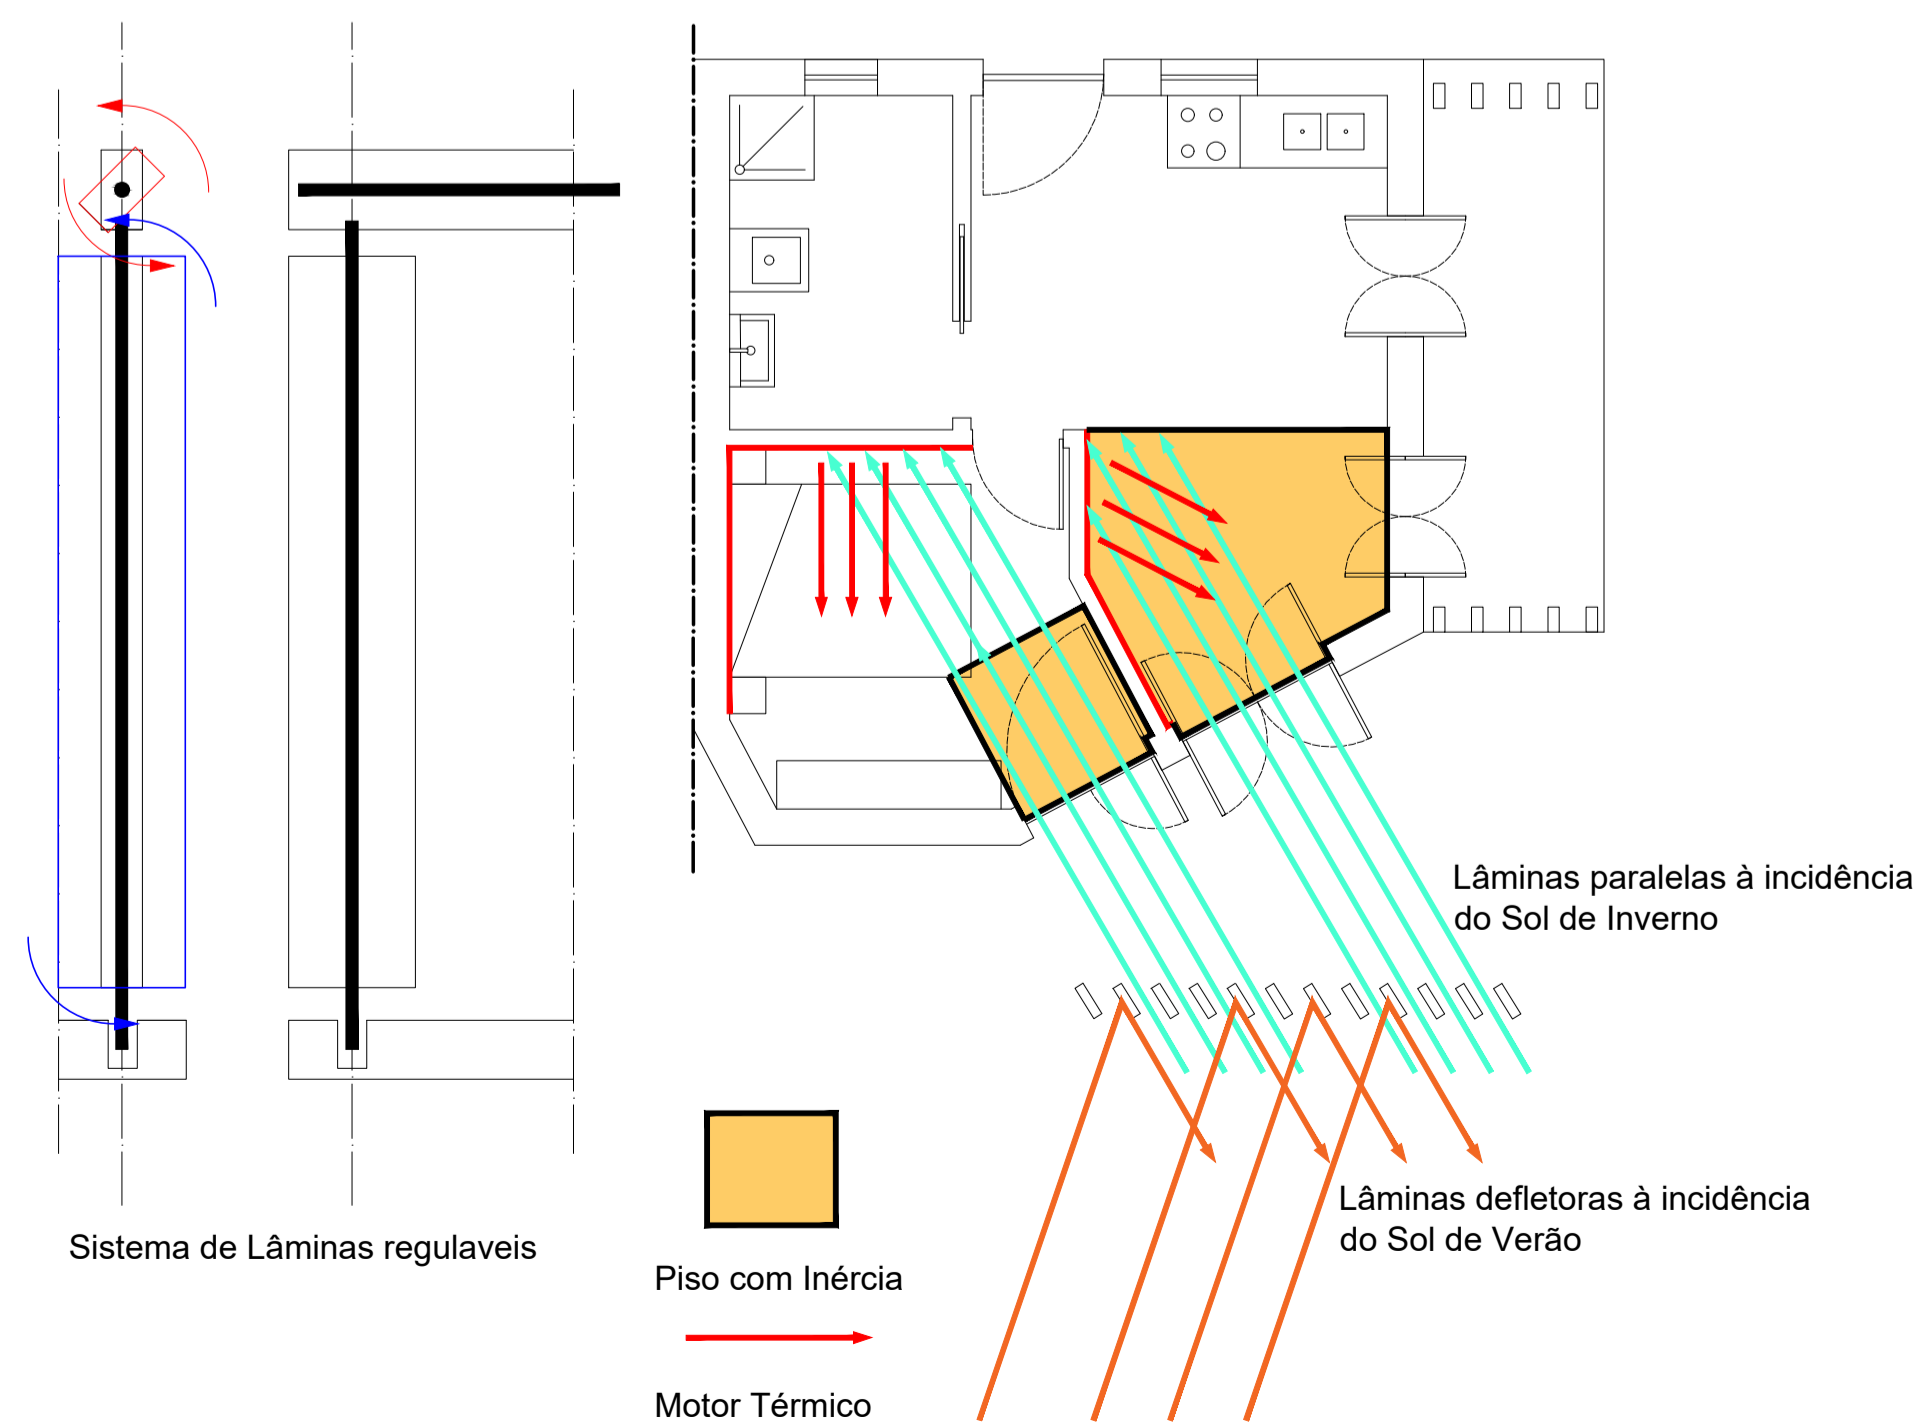 Lâminas paralelas à incidência
do Sol de Inverno
Lâminas defletoras à incidência
do Sol de Verão
Sistema de Lâminas regulaveis
Piso com Inércia
Motor Térmico